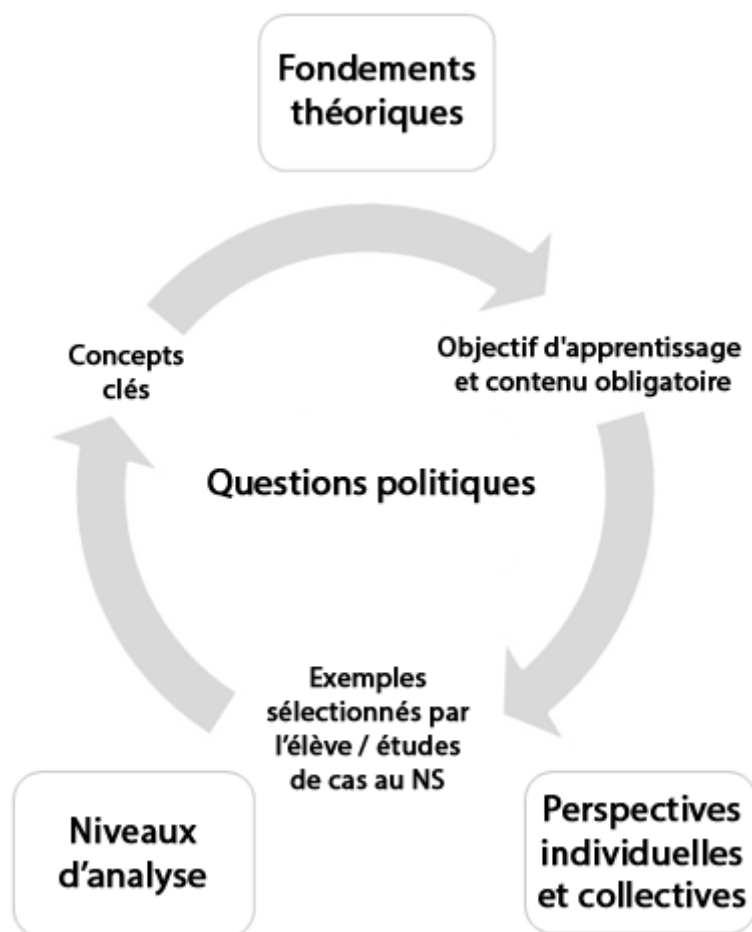 Fondements
théoriques
Concepts
clés
Objectif d'apprentissage
et contenu obligatoire
Questions politiques
Exemples
sélectionnés par
l’élève / études
de cas au NS
Niveaux
d’analyse
Perspectives
individuelles
et collectives